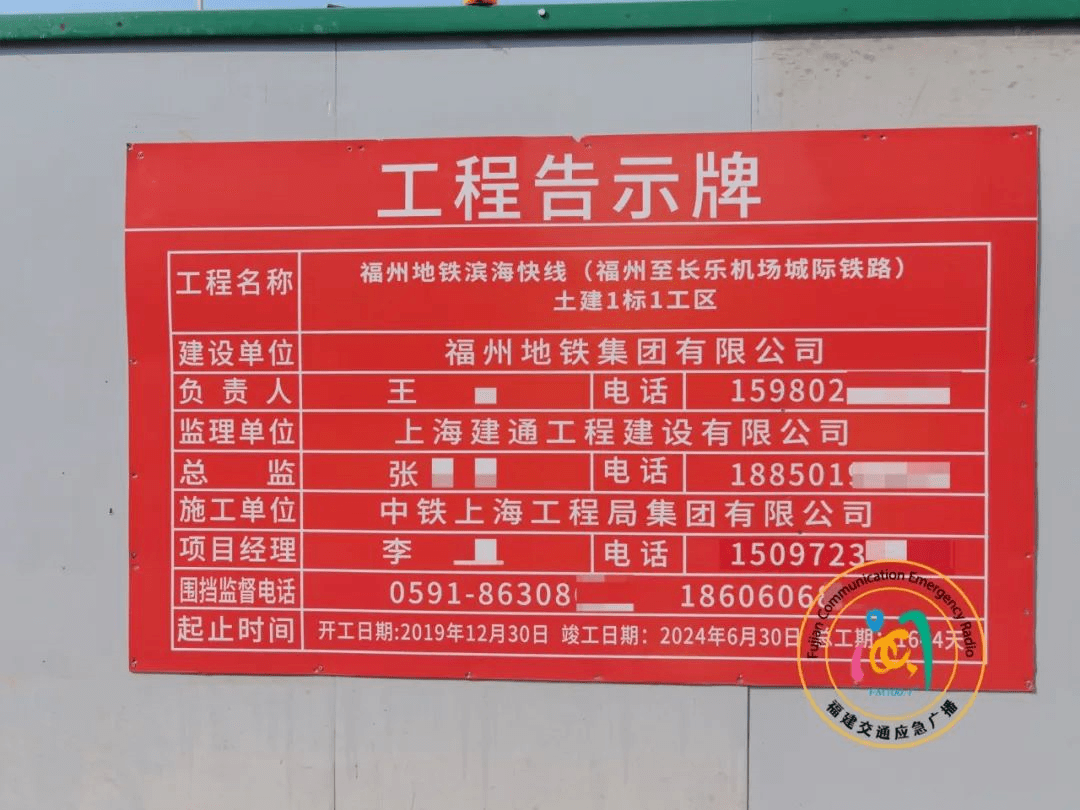 工程告示牌
工程名称 福州地铁滨海快线（福州至长乐机场城际铁路）
土建1标1工区
建设单位 福州地铁集团有限公司
负责人 王 电话 159802
监理单位 上海建通工程建设有限公司
总监 张 电话 188501
施工单位 中铁上海工程局集团有限公司
项目经理 李 电话 1509723
围挡监督电话 0591-86308 1860606
起止时间 开工日期:2019年12月30日 竣工日期：2024年6月30日 总工期： 天
Fujian Communication Emergency Radio
福建交通应急广播